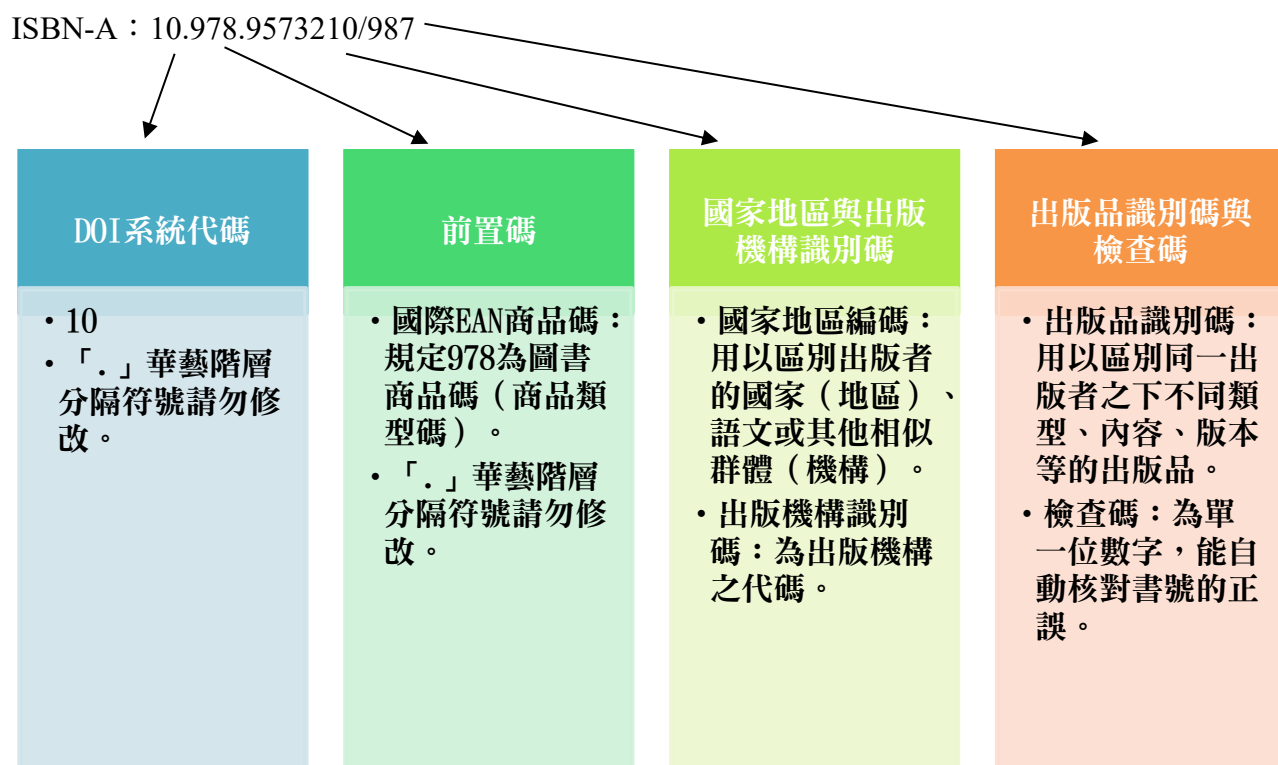 ISBN-A：10.978.9573210/987
DOI系統代碼
・10
・「.」華藝階層
分隔符號請勿修
改。
前置碼
・國際EAN商品碼：
規定978為圖書
商品碼（商品類
型碼）。
・「.」華藝階層
分隔符號請勿修
改。
國家地區與出版
機構識別碼
・國家地區編碼：
用以區別出版者
的國家（地區）、
語文或其他相似
群體（機構）。
・出版機構識別
碼：為出版機構
之代碼。
出版品識別碼與
檢查碼
・出版品識別碼：
用以區別同一出
版者之下不同類
型、內容、版本
等的出版品。
・檢查碼：為單
一位數字，能自
動核對書號的正
誤。